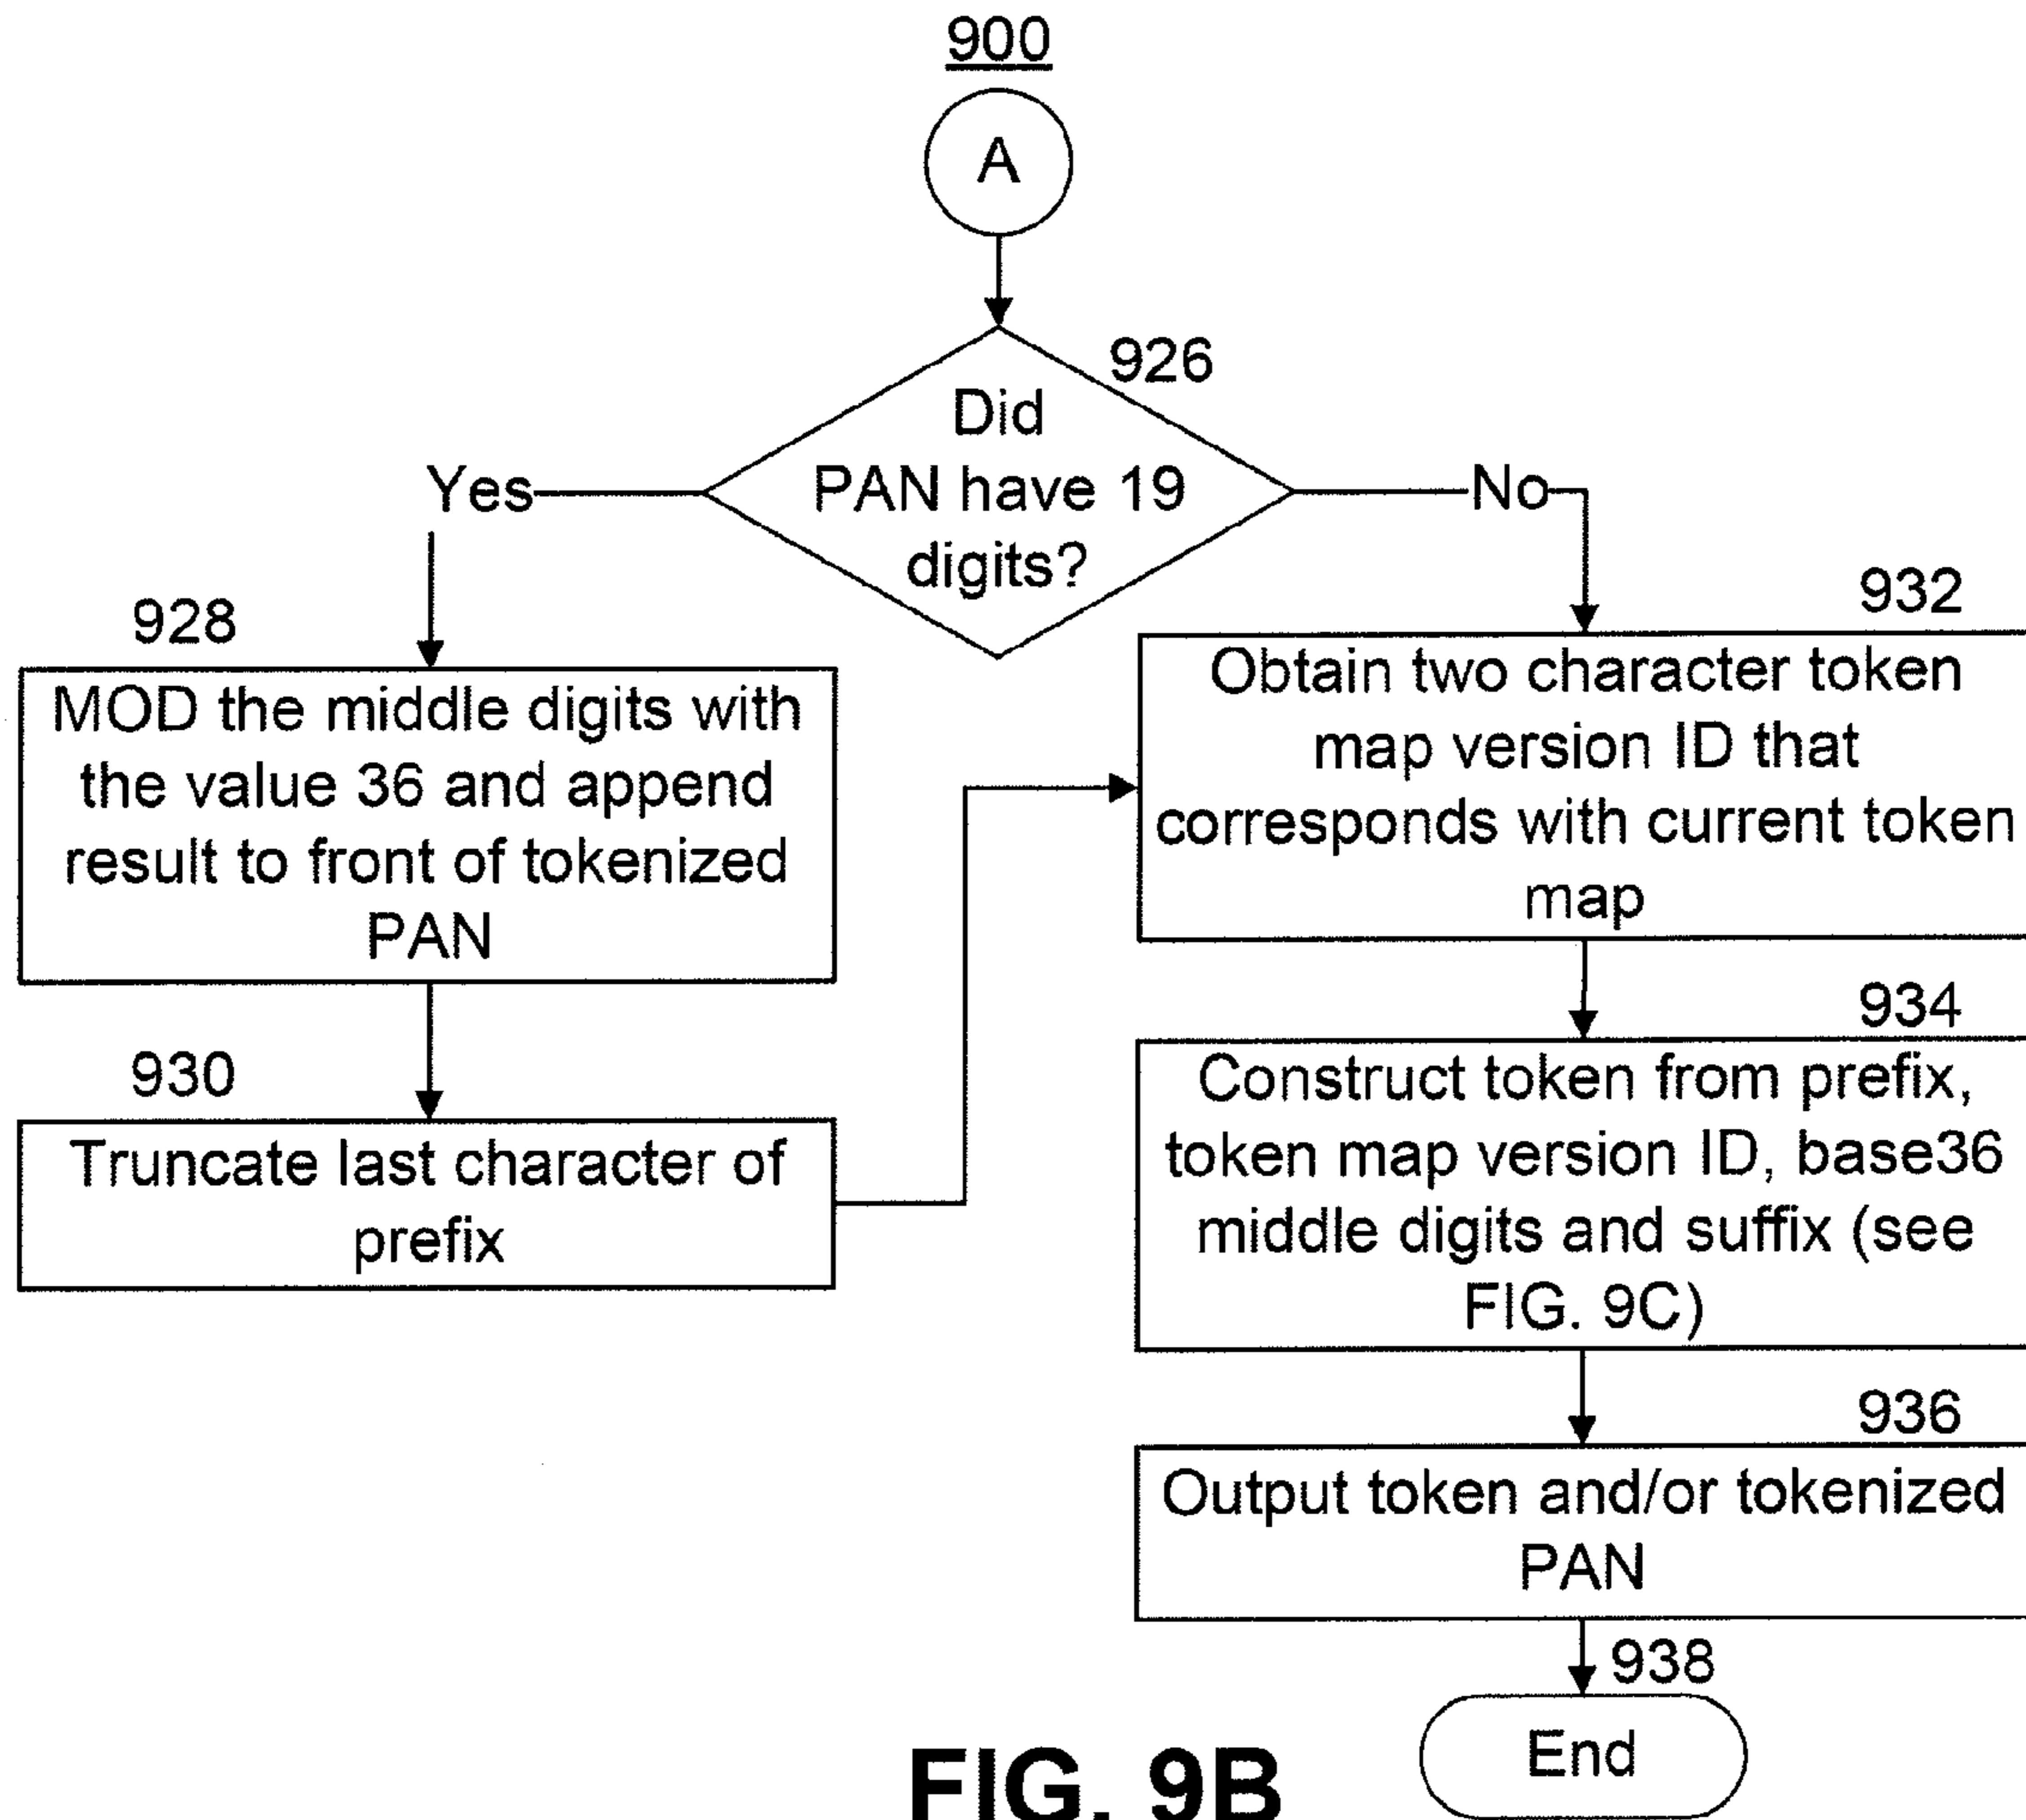 900
A
926
Did
PAN have 19
digits?
Yes
No
928
MOD the middle digits with
the value 36 and append
result to front of tokenized
PAN
930
Truncate last character of
prefix
932
Obtain two character token
map version ID that
corresponds with current token
map
934
Construct token from prefix,
token map version ID, base36
middle digits and suffix (see
FIG. 9C)
936
Output token and/or tokenized
PAN
938
End
FIG. 9B